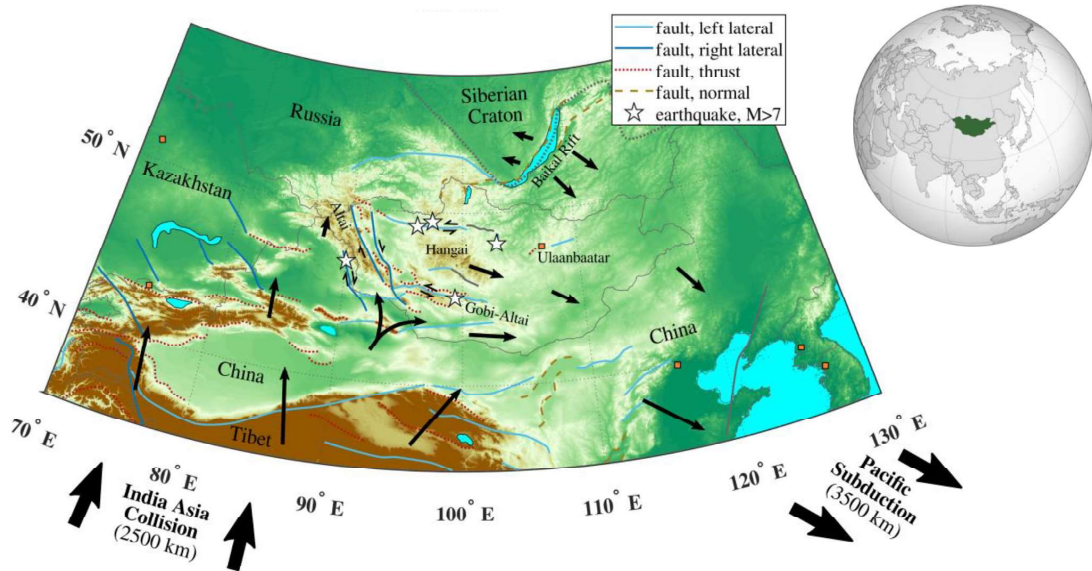 fault, left lateral
fault, right lateral
fault, thrust
fault, normal
earthquake, M>7
Siberian
Craton
Russia
50° N
Kazakhstan
Baikal Rift
Altai
Hangai
Ulaanbaatar
40° N
Gobi-Altai
China
China
Tibet
70° E
80° E
90° E
100° E
110° E
120° E
130° E
India Asia
Collision
(2500 km)
Pacific
Subduction
(3500 km)